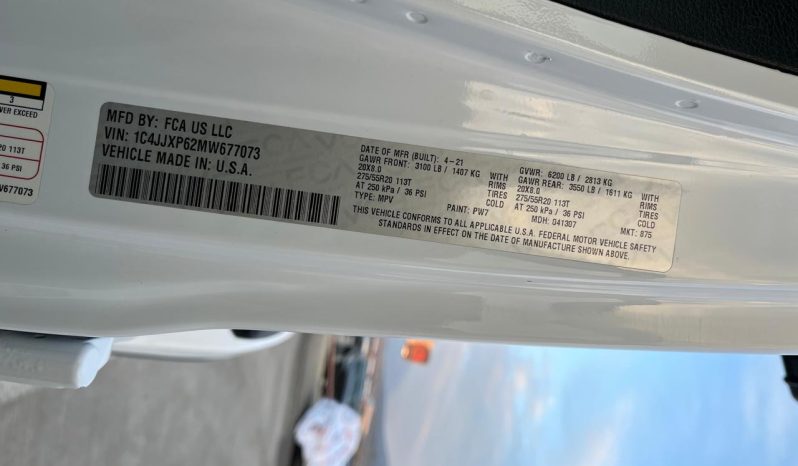 3
VER EXCEED
20 113T
36 PSI
W677073
MFD BY: FCA US LLC
VIN: 1C4JJXP62MW677073
VEHICLE MADE IN: U.S.A.
DATE OF MFR (BUILT): 4-21
GAWR FRONT: 3100 LB / 1407 KG WITH
20X8.0 RIMS
275/55R20 113T TIRES
AT 250 kPa / 36 PSI COLD
TYPE: MPV PAINT: PW7
GVWR: 6200 LB / 2813 KG
GAWR REAR: 3550 LB / 1611 KG WITH
20X8.0 RIMS
275/55R20 113T TIRES
AT 250 kPa / 36 PSI COLD
MDH: 041307 MKT: 875
THIS VEHICLE CONFORMS TO ALL APPLICABLE U.S.A. FEDERAL MOTOR VEHICLE SAFETY
STANDARDS IN EFFECT ON THE DATE OF MANUFACTURE SHOWN ABOVE.